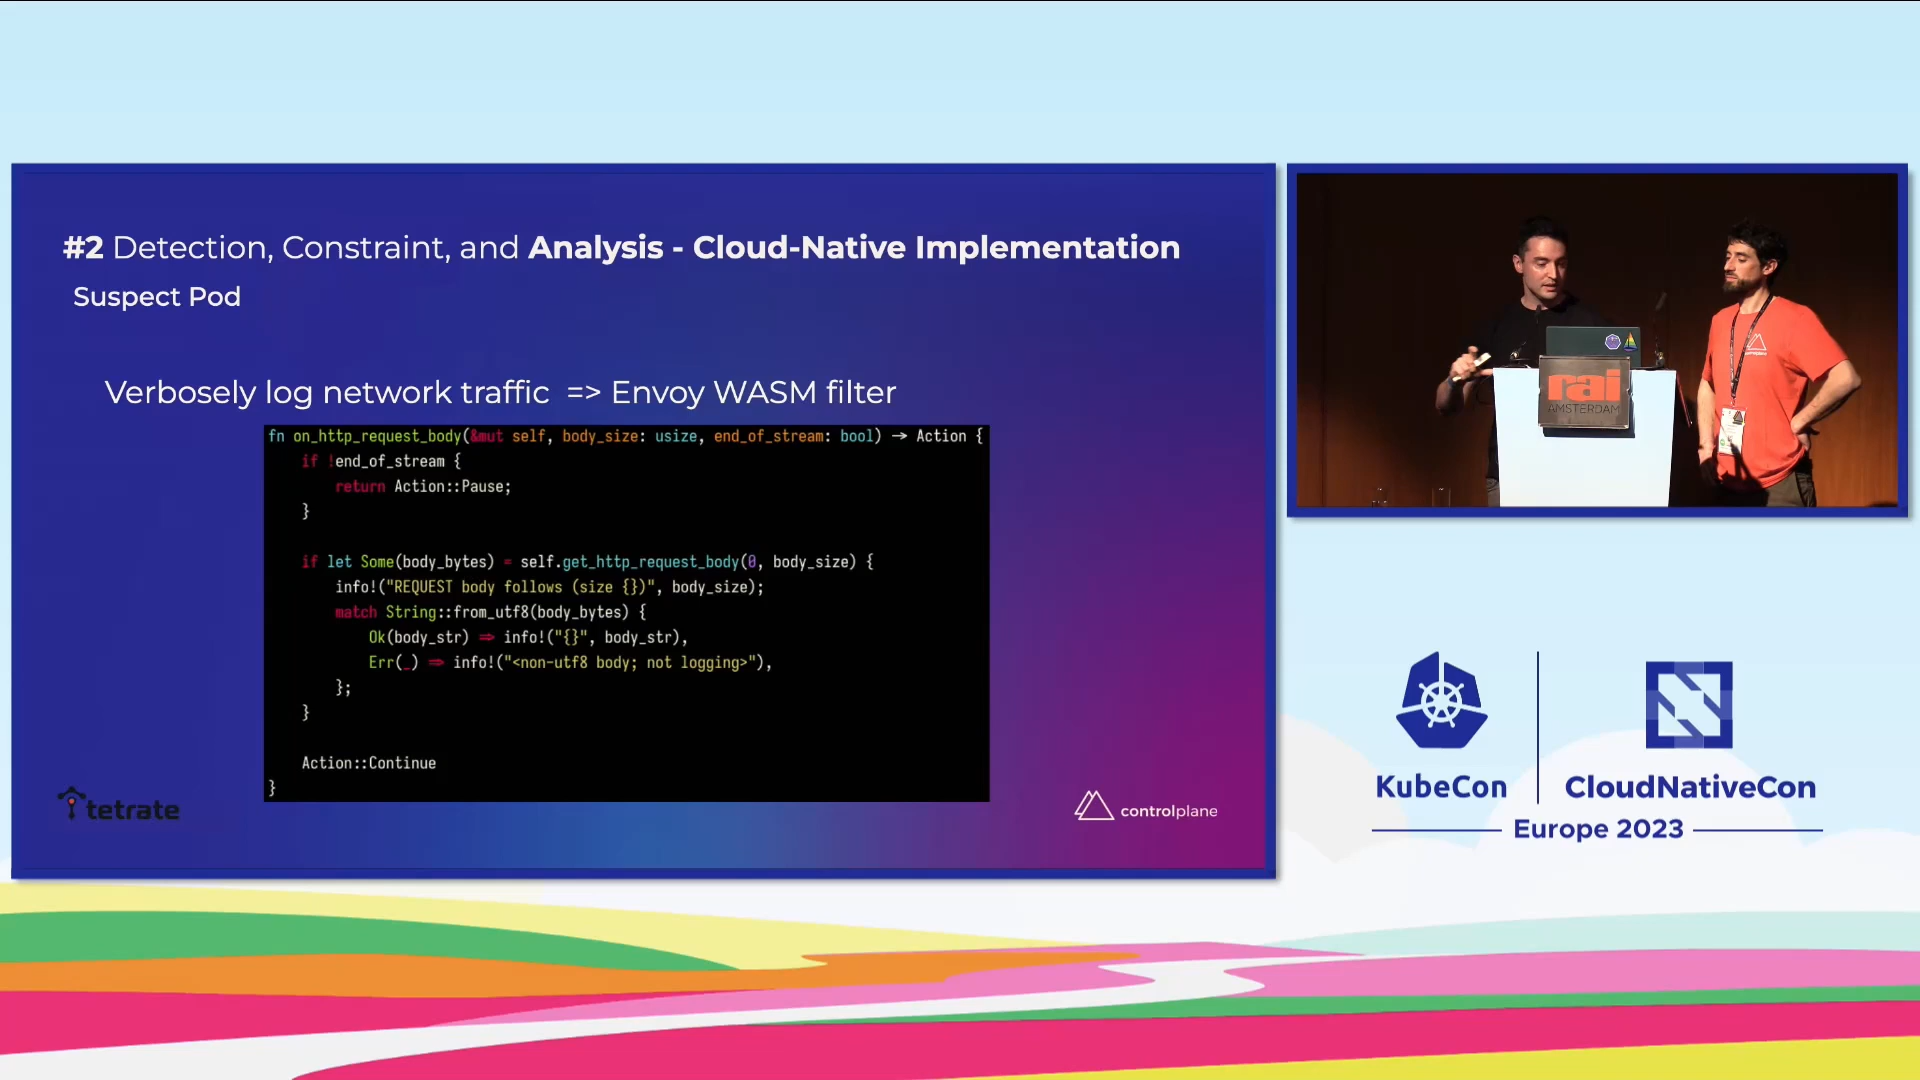 #2 Detection, Constraint, and Analysis - Cloud-Native Implementation
Suspect Pod
Verbosely log network traffic => Envoy WASM filter
fn on_http_request_body(&mut self, body_size: usize, end_of_stream: bool) → Action {
    if !end_of_stream {
        return Action::Pause;
    }
    if let Some(body_bytes) = self.get_http_request_body(0, body_size) {
        info!("REQUEST body follows (size {})", body_size);
        match String::from_utf8(body_bytes) {
            Ok(body_str) ⇒ info!("{}", body_str),
            Err(_) ⇒ info!("<non-utf8 body; not logging>"),
        };
    }
    Action::Continue
}
tetrate
controlplane
rai
AMSTERDAM
KubeCon
CloudNativeCon
Europe 2023